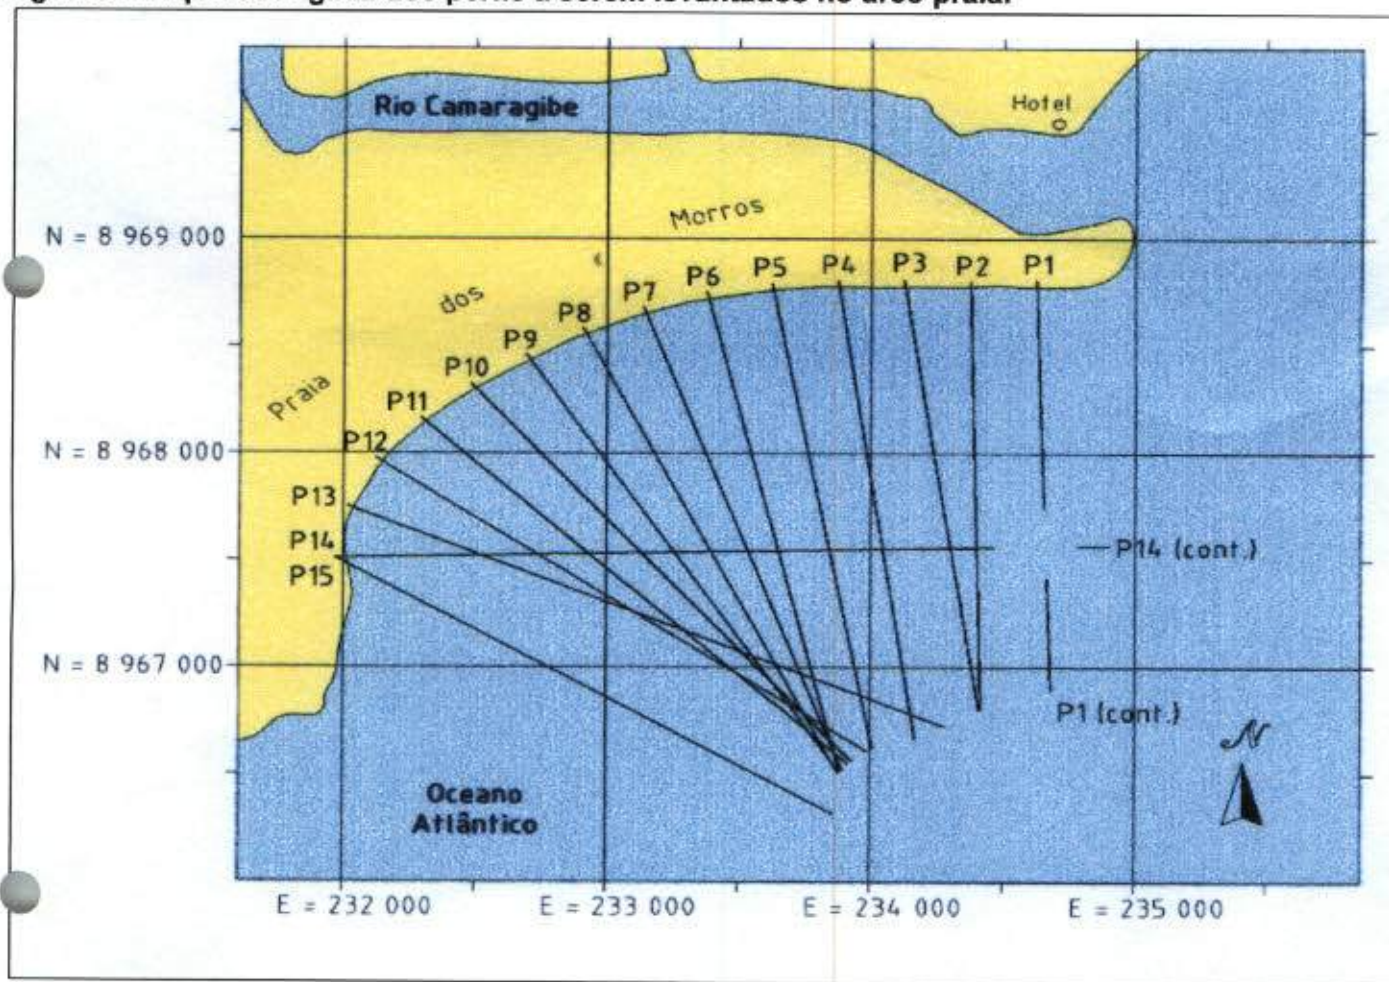 Rio Camaragibe
Hotel
Morros
N = 8 969 000
P7 P6 P5 P4 P3 P2 P1
dos
P8
P9
P10
Praia
P11
P12
N = 8 968 000
P13
P14
P14 (cont.)
P15
N = 8 967 000
P1 (cont.)
N
Oceano
Atlântico
E = 232 000 E = 233 000 E = 234 000 E = 235 000